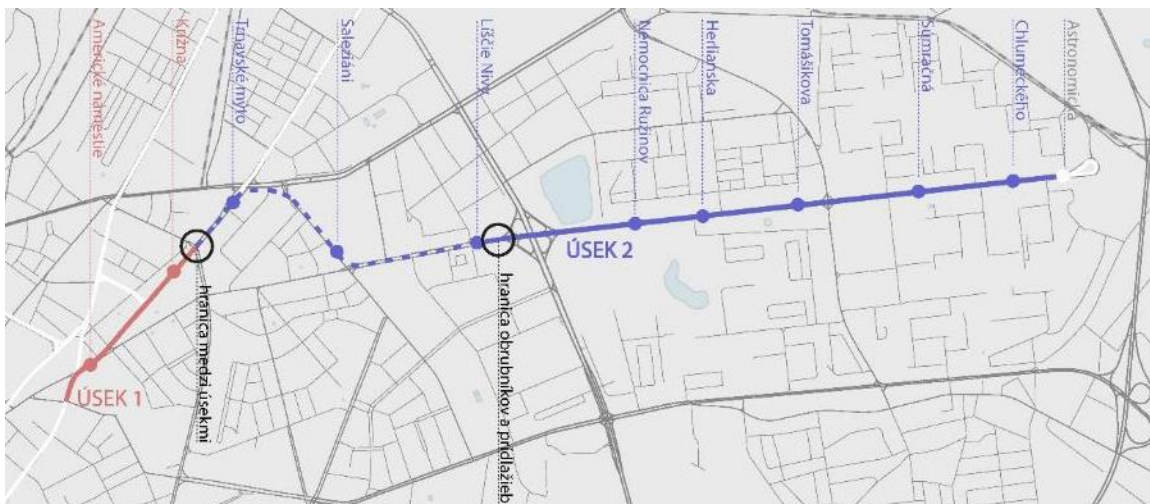 Americké námestie
Krížna
Trnavské mýto
Saleziáni
Líščie Nivy
Nemocnica Ružinov
Herlianska
Tomášikova
Súmračná
Chlumeckého
Astronomická
ÚSEK 1
hranica medzi úsekmi
hranica obrubníkov a prídlažieb
ÚSEK 2